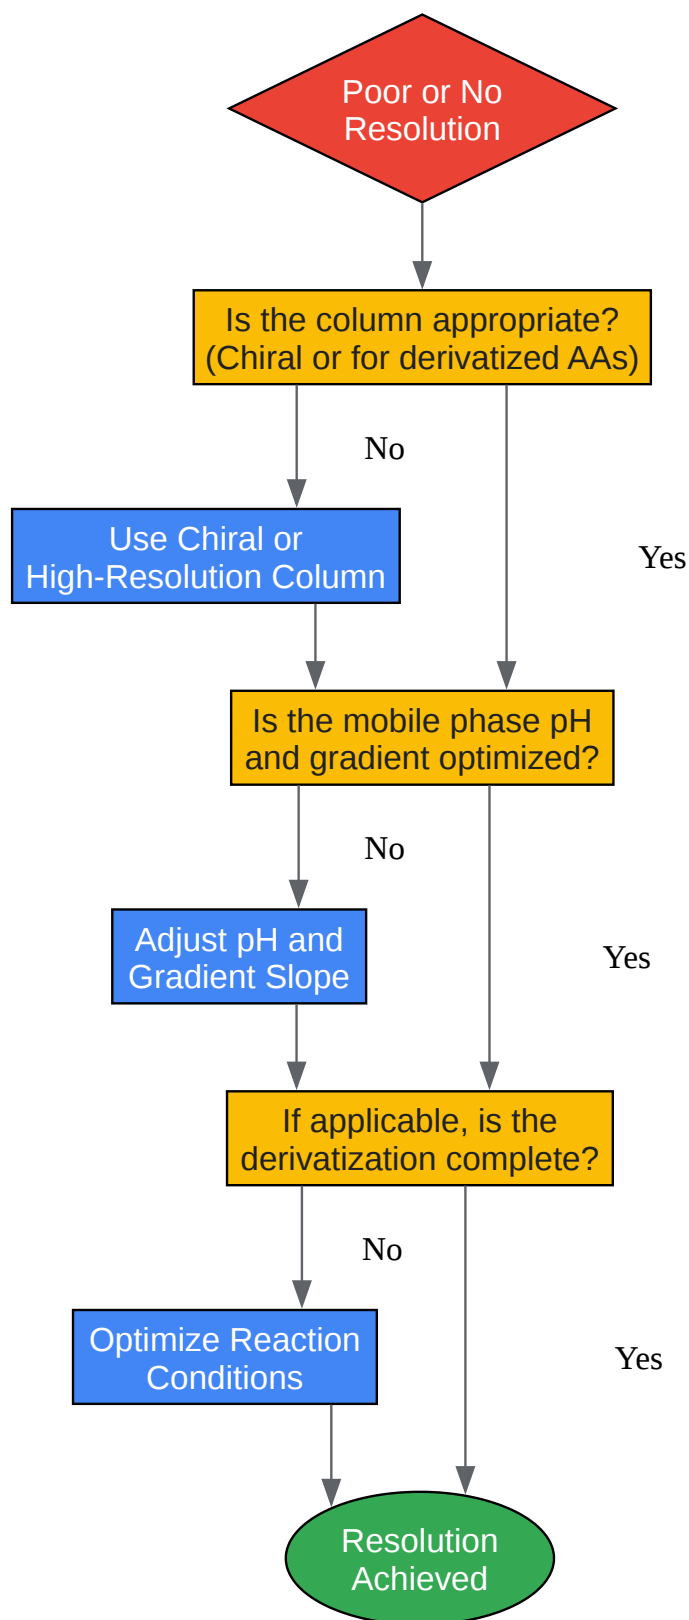 Poor or No
Resolution
Is the column appropriate?
(Chiral or for derivatized AAs)
No
Use Chiral or
High-Resolution Column
Yes
Is the mobile phase pH
and gradient optimized?
No
Adjust pH and
Gradient Slope
Yes
If applicable, is the
derivatization complete?
No
Optimize Reaction
Conditions
Yes
Resolution
Achieved